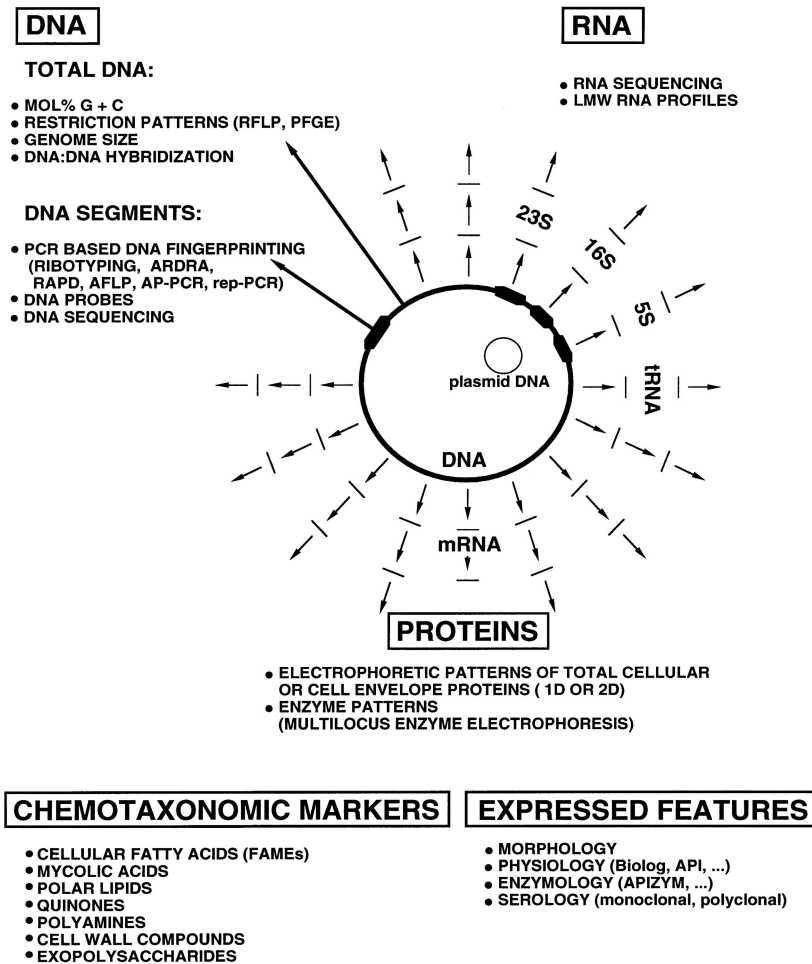 DNA
TOTAL DNA:
• MOL% G + C
• RESTRICTION PATTERNS (RFLP, PFGE)
• GENOME SIZE
• DNA:DNA HYBRIDIZATION
DNA SEGMENTS:
• PCR BASED DNA FINGERPRINTING
(RIBOTYPING, ARDRA,
RAPD, AFLP, AP-PCR, rep-PCR)
• DNA PROBES
• DNA SEQUENCING
RNA
• RNA SEQUENCING
• LMW RNA PROFILES
23S
16S
5S
tRNA
plasmid DNA
DNA
mRNA
PROTEINS
• ELECTROPHORETIC PATTERNS OF TOTAL CELLULAR
OR CELL ENVELOPE PROTEINS ( 1D OR 2D)
• ENZYME PATTERNS
(MULTILOCUS ENZYME ELECTROPHORESIS)
CHEMOTAXONOMIC MARKERS
• CELLULAR FATTY ACIDS (FAMEs)
• MYCOLIC ACIDS
• POLAR LIPIDS
• QUINONES
• POLYAMINES
• CELL WALL COMPOUNDS
• EXOPOLYSACCHARIDES
EXPRESSED FEATURES
• MORPHOLOGY
• PHYSIOLOGY (Biolog, API, ...)
• ENZYMOLOGY (APIZYM, ...)
• SEROLOGY (monoclonal, polyclonal)